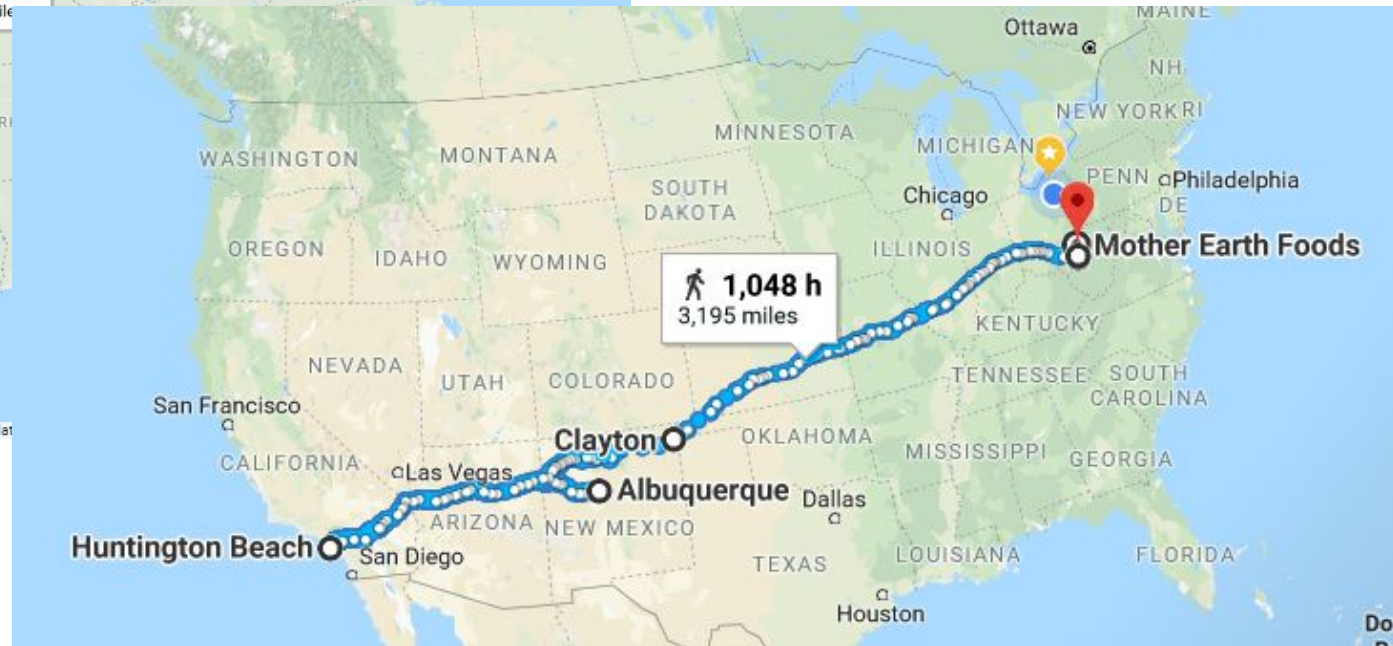 Ottawa
MAINE
NH
NEW YORK
RI
MINNESOTA
MICHIGAN
WASHINGTON
MONTANA
PENN
Philadelphia
SOUTH
DAKOTA
Chicago
DE
OREGON
IDAHO
WYOMING
ILLINOIS
Mother Earth Foods
1,048 h
3,195 miles
KENTUCKY
NEVADA
UTAH
COLORADO
TENNESSEE
SOUTH
CAROLINA
San Francisco
Clayton
OKLAHOMA
MISSISSIPPI
GEORGIA
CALIFORNIA
Las Vegas
Albuquerque
Dallas
ARIZONA
NEW MEXICO
Huntington Beach
San Diego
TEXAS
LOUISIANA
FLORIDA
Houston
Do